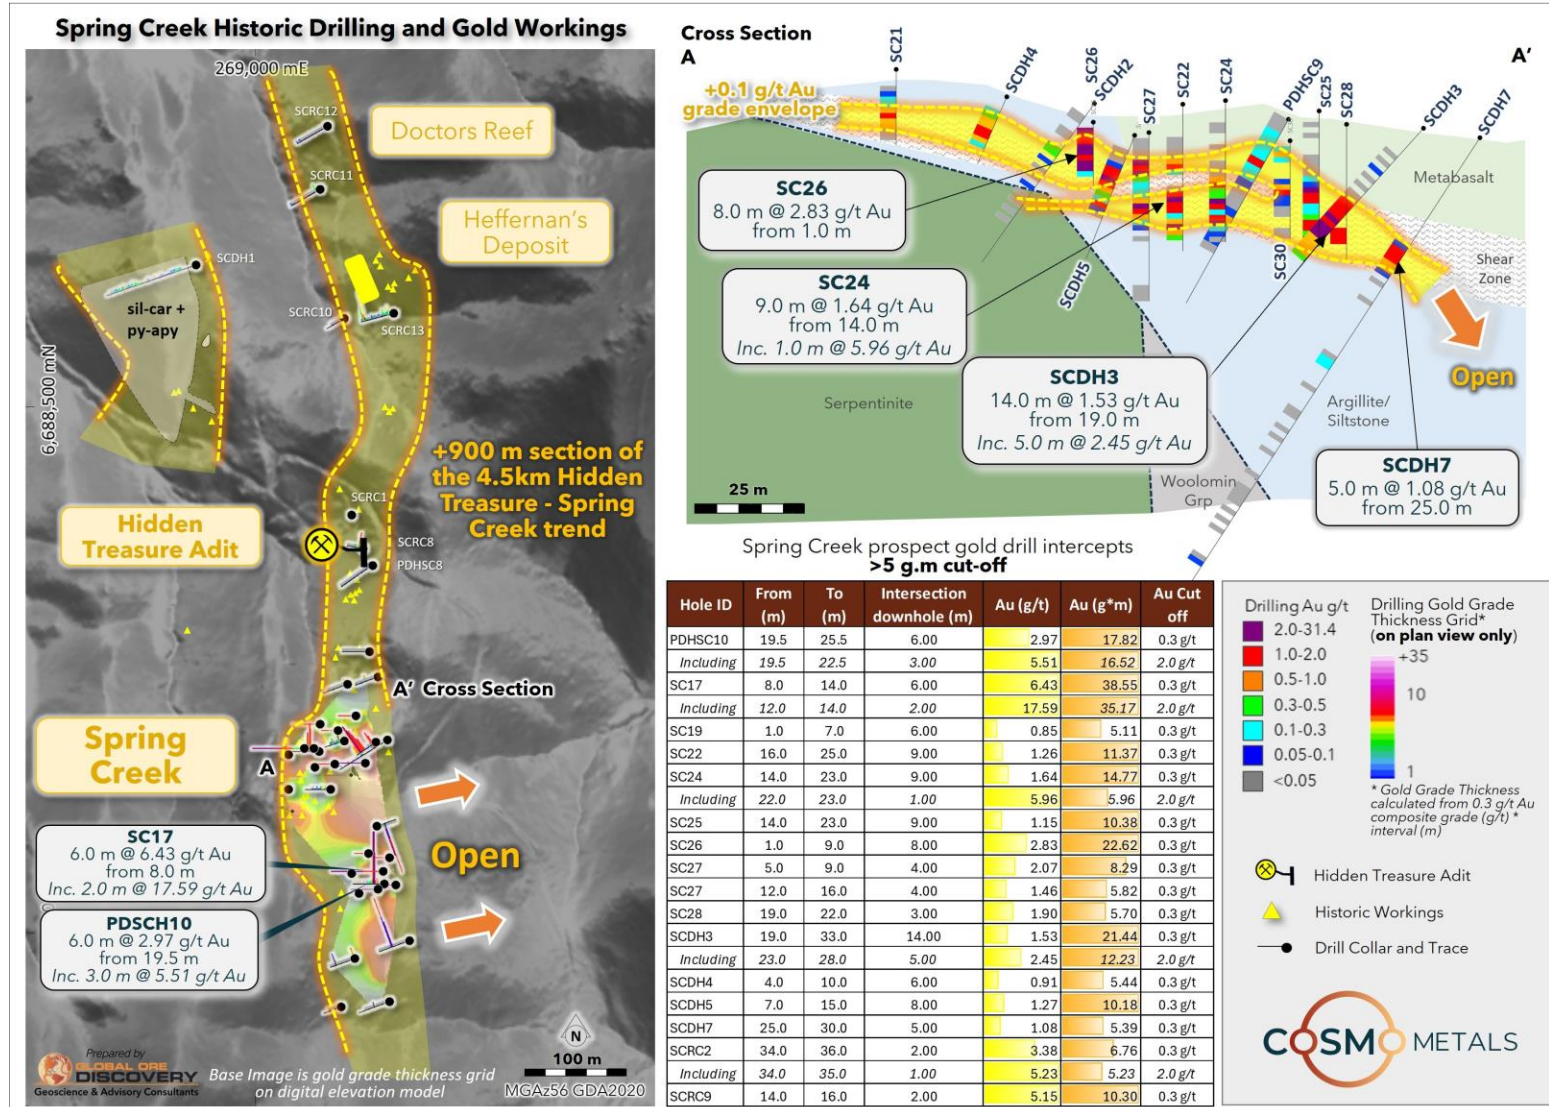 Spring Creek Historic Drilling and Gold Workings
269,000 mE
SCRC12
Doctors Reef
SCRC11
Heffernan's
Deposit
SCDH1
sil-car +
py-apy
SCRC10
SCRC13
6,688,500 mN
+900 m section of
the 4.5km Hidden
Treasure - Spring
Creek trend
SCRC1
Hidden
Treasure Adit
SCRC8
PDHSC8
A' Cross Section
Spring
Creek
A
SC17
6.0 m @ 6.43 g/t Au
from 8.0 m
Inc. 2.0 m @ 17.59 g/t Au
Open
PDSCH10
6.0 m @ 2.97 g/t Au
from 19.5 m
Inc. 3.0 m @ 5.51 g/t Au
Prepared by
GLOBAL ORE
DISCOVERY
Geoscience & Advisory Consultants
Base Image is gold grade thickness grid
on digital elevation model
N
100 m
MGAz56 GDA2020
Cross Section
A
A'
+0.1 g/t Au
grade envelope
SC21
SCDH4
SC26
SCDH2
SC27
SC22
SC24
PDHSC9
SC25
SC28
SCDH3
SCDH7
SCDH5
SC30
Metabasalt
Shear
Zone
Open
SC26
8.0 m @ 2.83 g/t Au
from 1.0 m
SC24
9.0 m @ 1.64 g/t Au
from 14.0 m
Inc. 1.0 m @ 5.96 g/t Au
SCDH3
14.0 m @ 1.53 g/t Au
from 19.0 m
Inc. 5.0 m @ 2.45 g/t Au
SCDH7
5.0 m @ 1.08 g/t Au
from 25.0 m
Serpentinite
Argillite/
Siltstone
Woolomin
Grp
25 m
Spring Creek prospect gold drill intercepts
>5 g.m cut-off
Hole ID From (m) To (m) Intersection downhole (m) Au (g/t) Au (g*m) Au Cut off
PDHSC10 19.5 25.5 6.00 2.97 17.82 0.3 g/t
Including 19.5 22.5 3.00 5.51 16.52 2.0 g/t
SC17 8.0 14.0 6.00 6.43 38.55 0.3 g/t
Including 12.0 14.0 2.00 17.59 35.17 2.0 g/t
SC19 1.0 7.0 6.00 0.85 5.11 0.3 g/t
SC22 16.0 25.0 9.00 1.26 11.37 0.3 g/t
SC24 14.0 23.0 9.00 1.64 14.77 0.3 g/t
Including 22.0 23.0 1.00 5.96 5.96 2.0 g/t
SC25 14.0 23.0 9.00 1.15 10.38 0.3 g/t
SC26 1.0 9.0 8.00 2.83 22.62 0.3 g/t
SC27 5.0 9.0 4.00 2.07 8.29 0.3 g/t
SC27 12.0 16.0 4.00 1.46 5.82 0.3 g/t
SC28 19.0 22.0 3.00 1.90 5.70 0.3 g/t
SCDH3 19.0 33.0 14.00 1.53 21.44 0.3 g/t
Including 23.0 28.0 5.00 2.45 12.23 2.0 g/t
SCDH4 4.0 10.0 6.00 0.91 5.44 0.3 g/t
SCDH5 7.0 15.0 8.00 1.27 10.18 0.3 g/t
SCDH7 25.0 30.0 5.00 1.08 5.39 0.3 g/t
SCRC2 34.0 36.0 2.00 3.38 6.76 0.3 g/t
Including 34.0 35.0 1.00 5.23 5.23 2.0 g/t
SCRC9 14.0 16.0 2.00 5.15 10.30 0.3 g/t
Drilling Au g/t
2.0-31.4
1.0-2.0
0.5-1.0
0.3-0.5
0.1-0.3
0.05-0.1
<0.05
Drilling Gold Grade
Thickness Grid*
(on plan view only)
+35
10
1
* Gold Grade Thickness
calculated from 0.3 g/t Au
composite grade (g/t) *
interval (m)
Hidden Treasure Adit
Historic Workings
Drill Collar and Trace
COSMO METALS